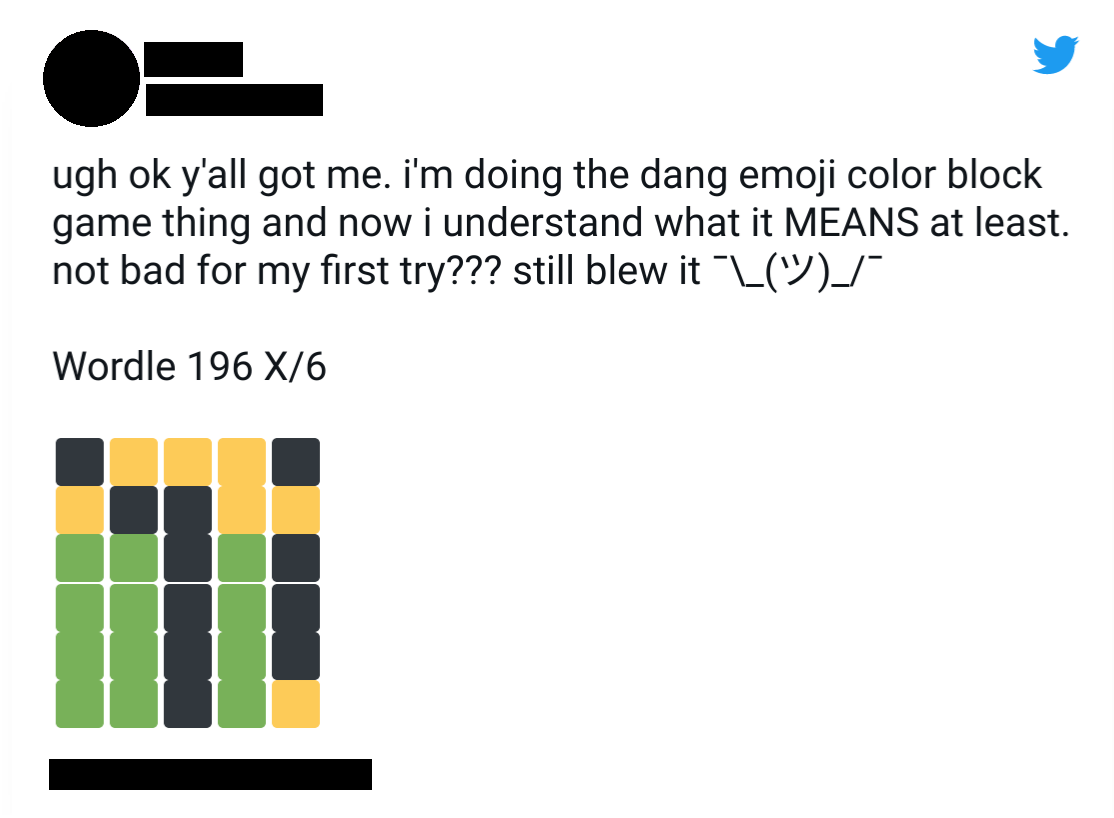 ugh ok y'all got me. i'm doing the dang emoji color block
game thing and now i understand what it MEANS at least.
not bad for my first try??? still blew it ¯\_(ツ)_/¯
Wordle 196 X/6